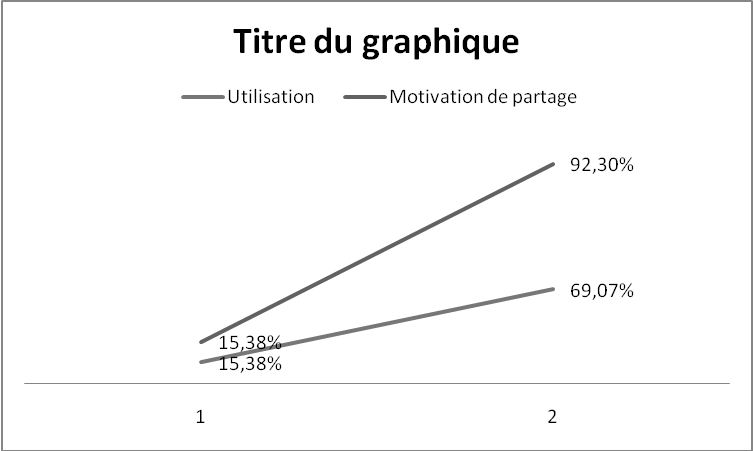 Titre du graphique
Utilisation Motivation de partage
92,30%
69,07%
15,38%
15,38%
1 2